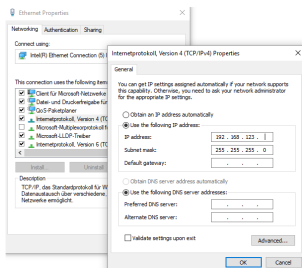 Ethernet Properties
Networking Authentication Sharing
Connect using:
Intel(R) Ethernet Connection (5) I
This connection uses the following item
Client für Microsoft-Netzwerke
Datei- und Druckerfreigabe für
QoS-Paketplaner
Internetprotokoll, Version 4 (TC
Microsoft-Multiplexorprotokoll f
Microsoft-LLDP-Treiber
Internetprotokoll, Version 6 (TC
Install... Uninstall
Description
TCP/IP, das Standardprotokoll für W
Datenaustausch über verschiedene,
Netzwerke ermöglicht.
Internetprotokoll, Version 4 (TCP/IPv4) Properties
General
You can get IP settings assigned automatically if your network supports
this capability. Otherwise, you need to ask your network administrator
for the appropriate IP settings.
Obtain an IP address automatically
Use the following IP address:
IP address: 192 . 168 . 123 .
Subnet mask: 255 . 255 . 255 . 0
Default gateway: . . .
Obtain DNS server address automatically
Use the following DNS server addresses:
Preferred DNS server: . . .
Alternate DNS server: . . .
Validate settings upon exit
Advanced...
OK Cancel